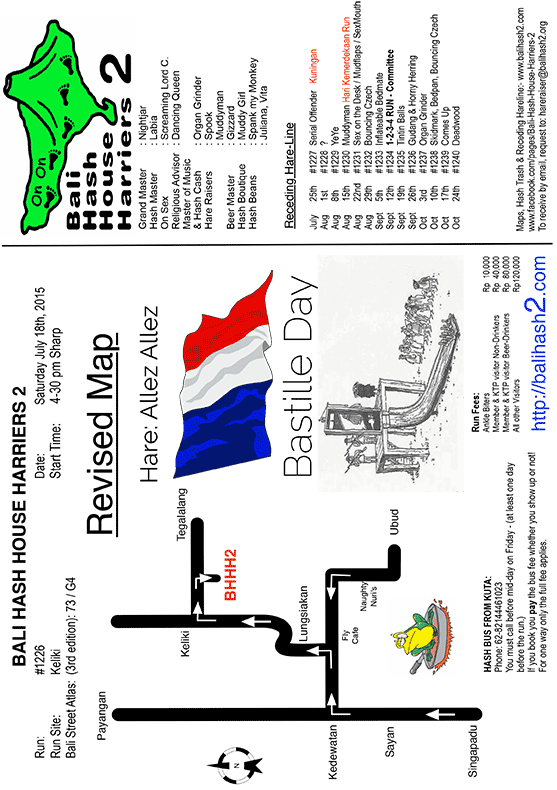 BALI HASH HOUSE HARRIERS 2
Run: #1226
Run Site: Keliki
Bali Street Atlas: (3rd edition): 73 / G4
Date: Saturday July 18th, 2015
Start Time: 4-30 pm Sharp
Revised Map
Hare: Allez Allez
Bastille Day
Payangan
Keliki
Tegalalang
BHHH2
Lungsiakan
Fly
Cafe
Naughty
Nuri's
Ubud
Kedewatan
Sayan
Singapadu
N
HASH BUS FROM KUTA:
Phone: 62-82144461023
You must call before mid-day on Friday - (at least one day
before the run.)
If you book you pay the bus fee whether you show up or not!
For one way only the full fee applies.
Run Fees:
Ankle Biters Rp 10.000
Member & KTP visitor Non-Drinkers Rp 40,000
Member & KTP visitor Beer-Drinkers Rp 80,000
All other Visitors Rp120,000
http://balihash2.com
On On
Bali
Hash
House
Harriers 2
Grand Master : Nightjar
Hash Master : Labia
On Sex : Screaming Lord C.
Religious Advisor : Dancing Queen
Master of Music
& Hash Cash : Organ Grinder
Hare Raisers : Spook
: Muddyman
Beer Master : Gizzard
Hash Boutique : Muddy Girl
Hash Beans : Spank my Monkey
Juliana, Vita
Receding Hare-Line
July 25th #1227 Serial Offender Kuningan
Aug 1st #1228 ?
Aug 8th #1229 YeYe
Aug 15th #1230 Muddyman Hari Kemerdekaan Run
Aug 22nd #1231 Sex on the Desk / Mudflaps / SexMouth
Aug 29th #1232 Bouncing Czech
Sept 5th #1233 Inflateable Bedmate
Sept 12th #1234 1-2-3-4 RUN - Committee
Sept 19th #1235 Tintin Balls
Sept 26th #1236 Gudang & Horny Herring
Oct 3rd #1237 Organ Grinder
Oct 10th #1238 Skidmark, Bedpan, Bouncing Czech
Oct 17th #1239 Comes Up
Oct 24th #1240 Deadwood
Maps, Hash Trash & Receding Hareline:- www.balihash2.com
www.facebook.com/pages/Bali-Hash-House-Harriers-2
To receive by email, request to: hareraiser@balihash2.org